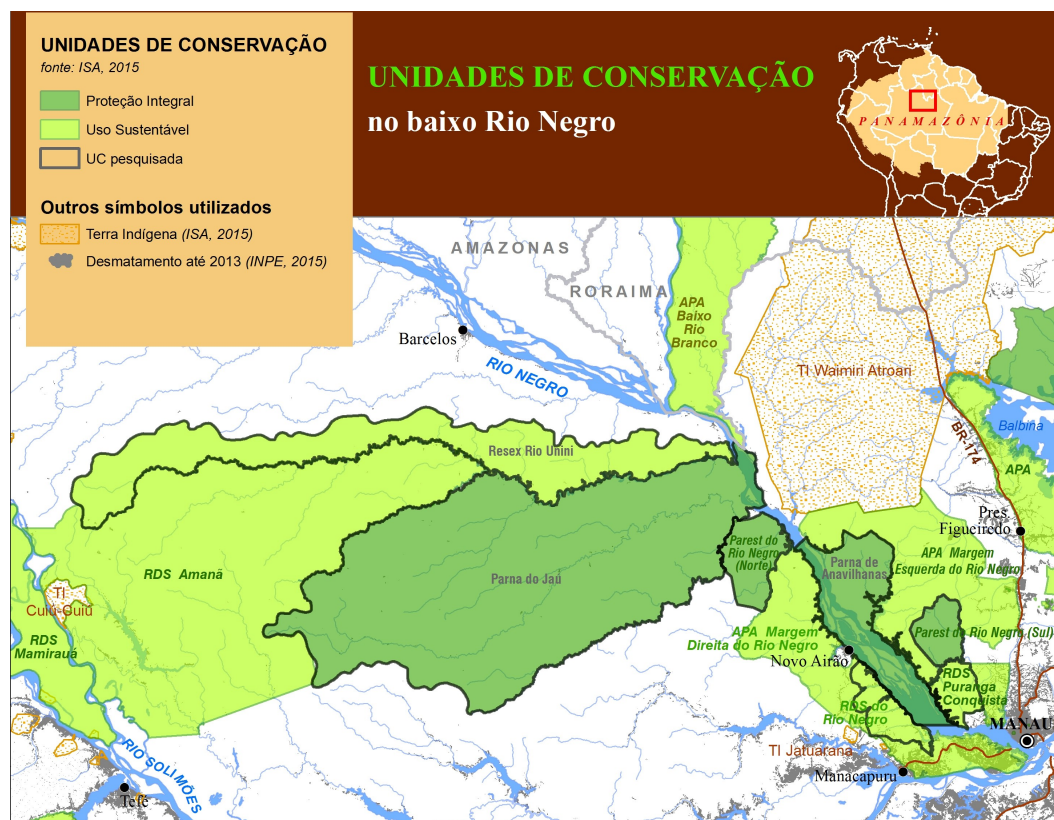 UNIDADES DE CONSERVAÇÃO
fonte: ISA, 2015
Proteção Integral
Uso Sustentável
UC pesquisada
Outros símbolos utilizados
Terra Indígena (ISA, 2015)
Desmatamento até 2013 (INPE, 2015)
UNIDADES DE CONSERVAÇÃO
no baixo Rio Negro
PANAMAZÔNIA
AMAZONAS
RORAIMA
APA
Baixo
Rio
Branco
Barcelos
RIO NEGRO
TI Waimiri Atroari
BR-174
Balbina
APA
Resex Rio Unini
Pres.
Figueiredo
Parest do
Rio Negro
(Norte)
Parna de
Anavilhanas
APA Margem
Esquerda do Rio Negro
RDS Amanã
Parna do Jaú
TI
Cuiú-Cuiú
RDS
Mamirauá
APA Margem
Direita do Rio Negro
Novo Airão
Parest do Rio Negro (Sul)
RDS
Puranga
Conquista
RDS do
Rio Negro
MANAU
TI Jatuarana
Manacapuru
RIO SOLIMÕES
Tefé